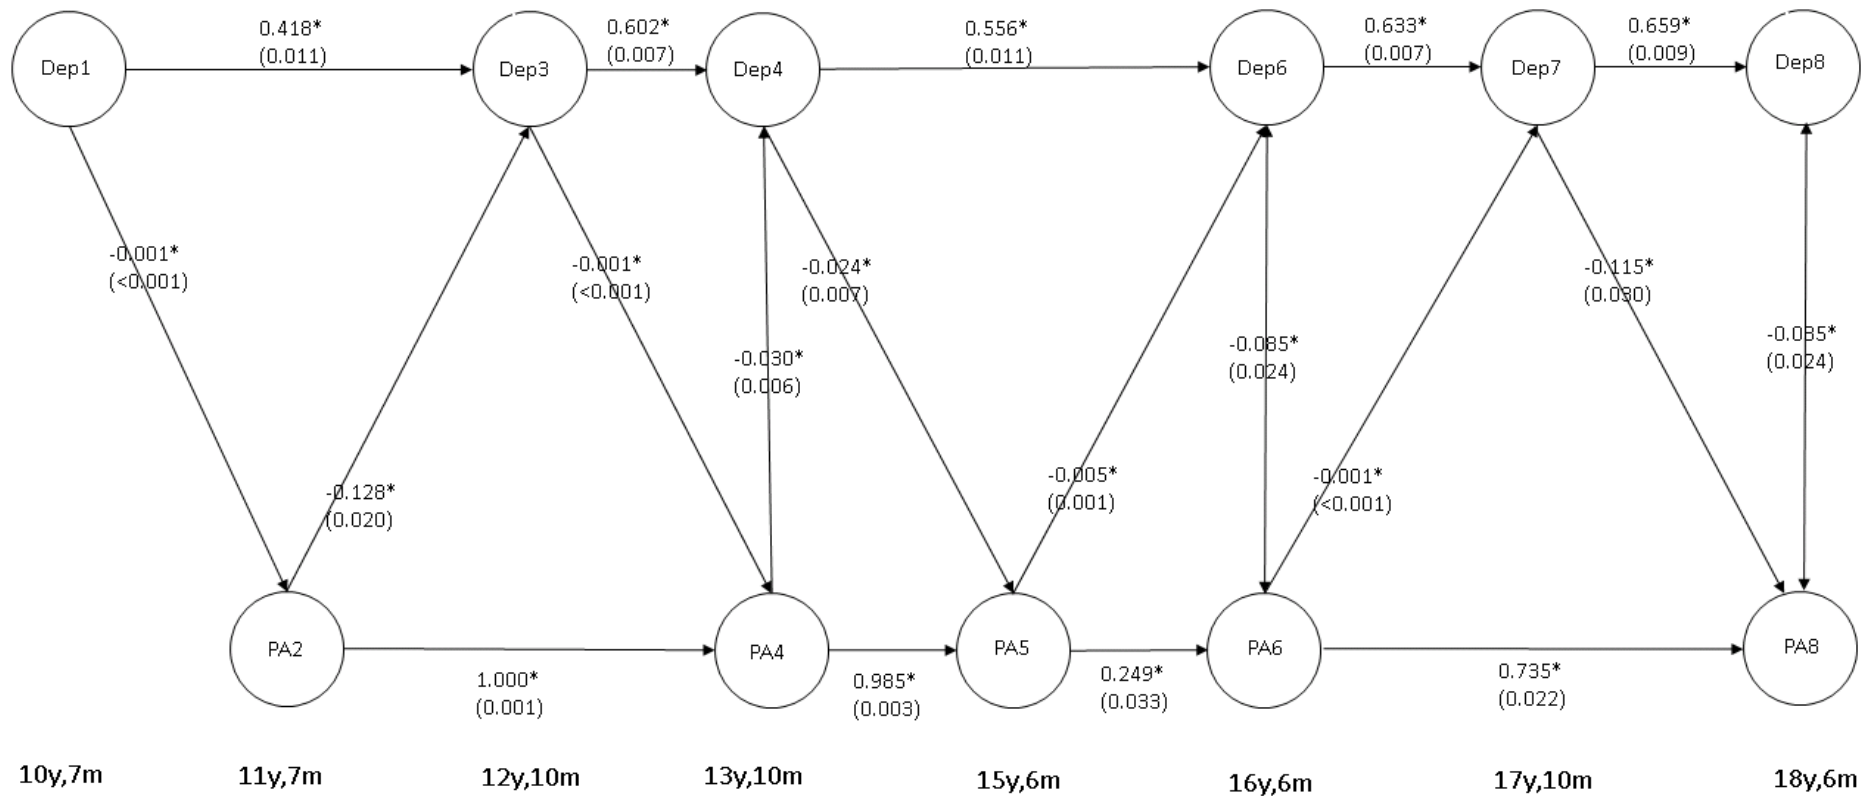 0.418*
(0.011)
0.602*
(0.007)
0.556*
(0.011)
0.633*
(0.007)
0.659*
(0.009)
Dep1
Dep3
Dep4
Dep6
Dep7
Dep8
-0.001*
(<0.001)
-0.001*
(<0.001)
-0.024*
(0.007)
-0.115*
(0.030)
-0.030*
(0.006)
-0.085*
(0.024)
-0.085*
(0.024)
-0.128*
(0.020)
-0.005*
(0.001)
-0.001*
(<0.001)
PA2
PA4
PA5
PA6
PA8
1.000*
(0.001)
0.985*
(0.003)
0.249*
(0.033)
0.735*
(0.022)
10y,7m
11y,7m
12y,10m
13y,10m
15y,6m
16y,6m
17y,10m
18y,6m